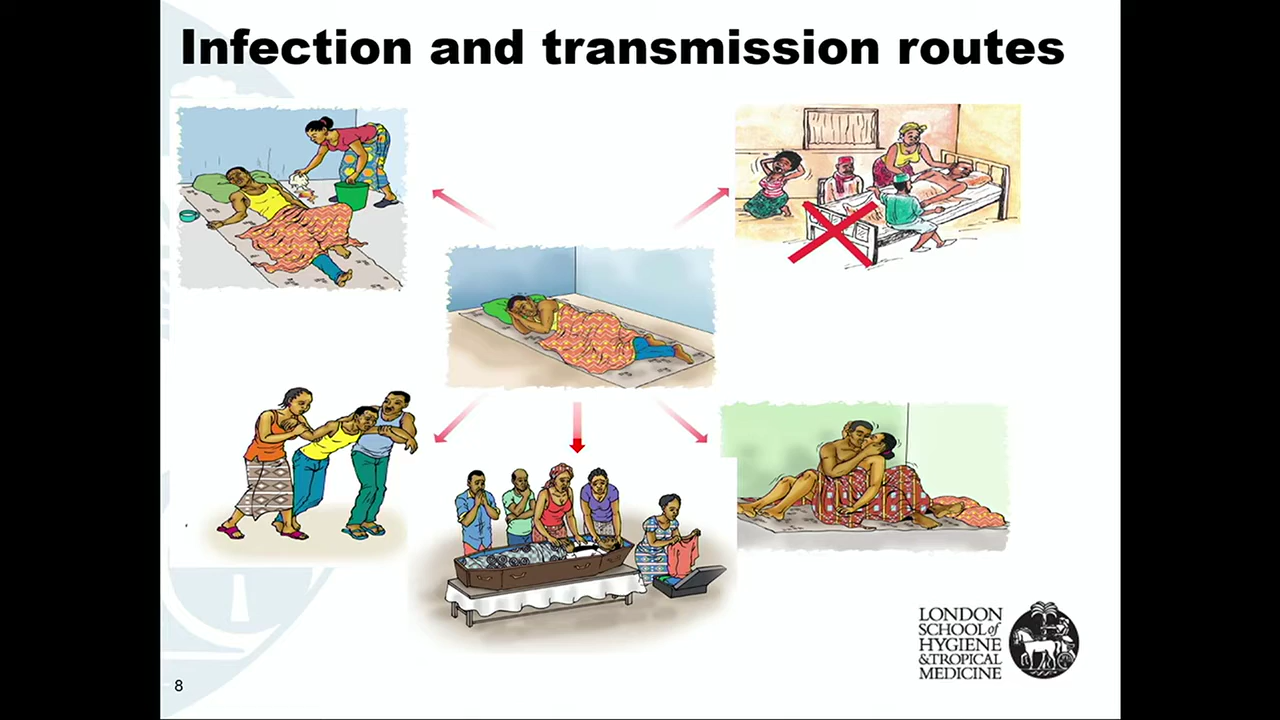 Infection and transmission routes
LONDON
SCHOOL of
HYGIENE
& TROPICAL
MEDICINE
8